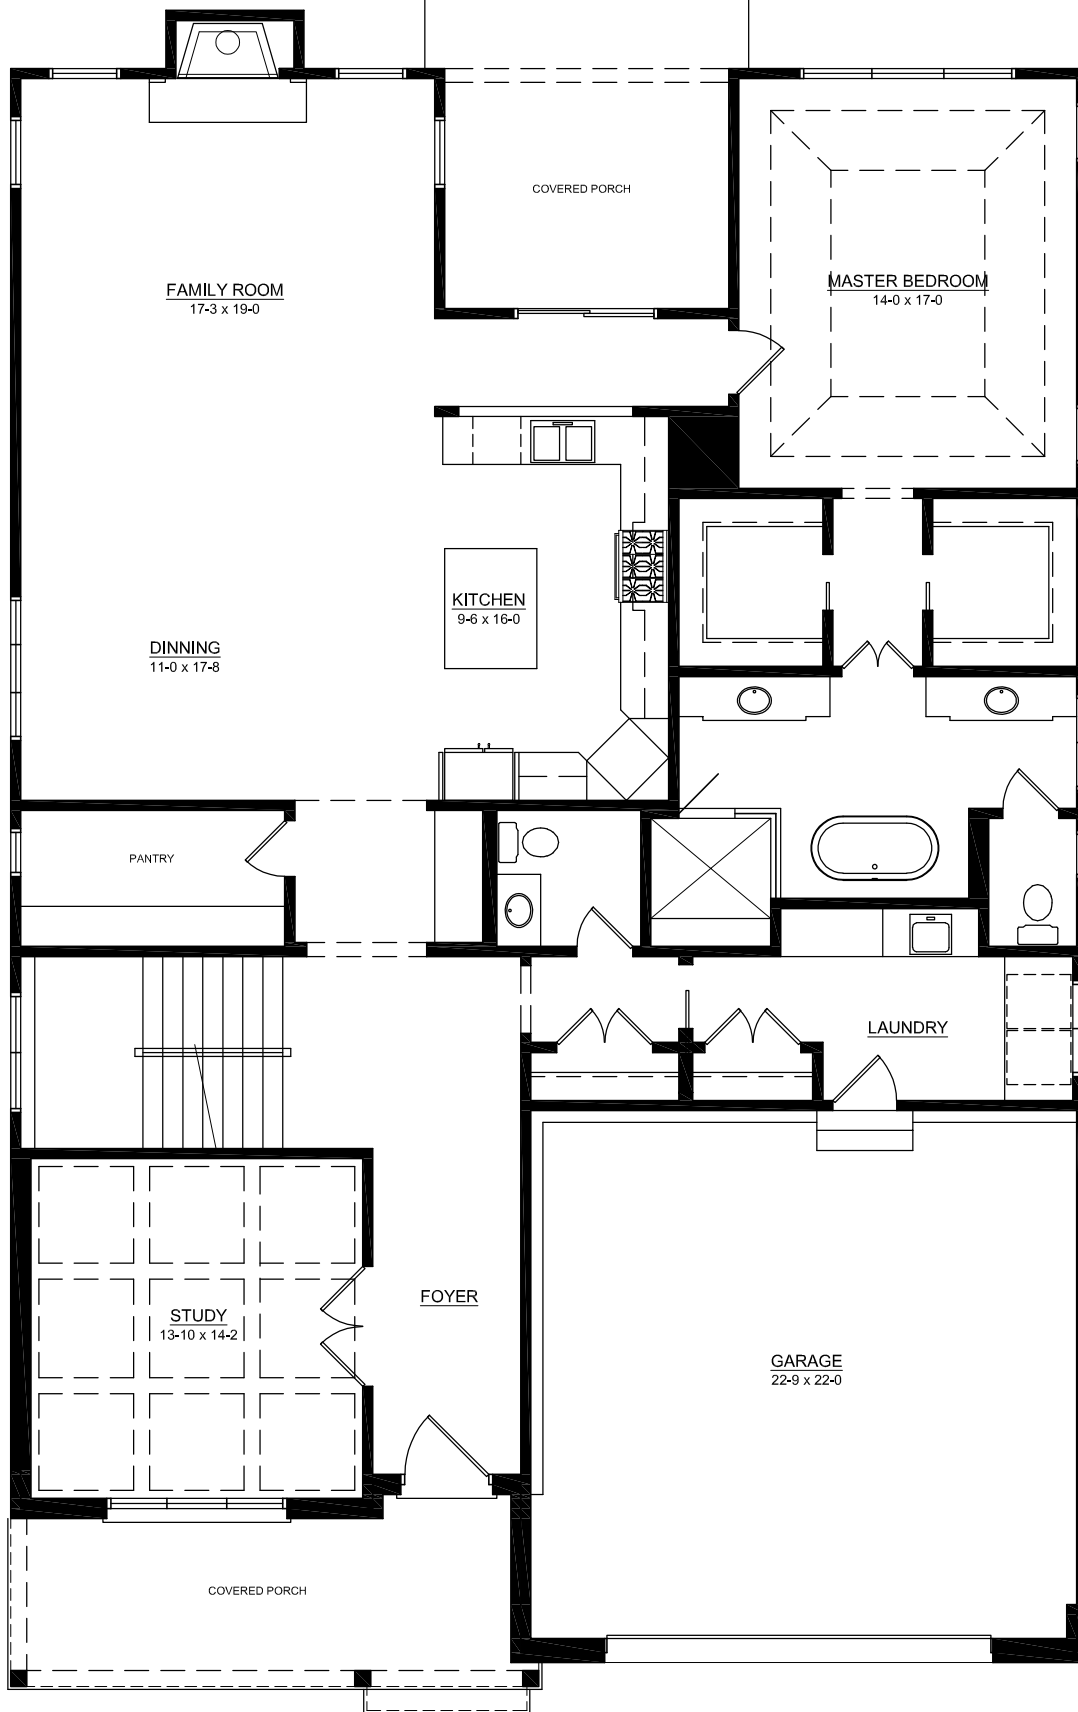 COVERED PORCH
FAMILY ROOM
17-3 x 19-0
MASTER BEDROOM
14-0 x 17-0
KITCHEN
9-6 x 16-0
DINNING
11-0 x 17-8
PANTRY
LAUNDRY
FOYER
STUDY
13-10 x 14-2
GARAGE
22-9 x 22-0
COVERED PORCH